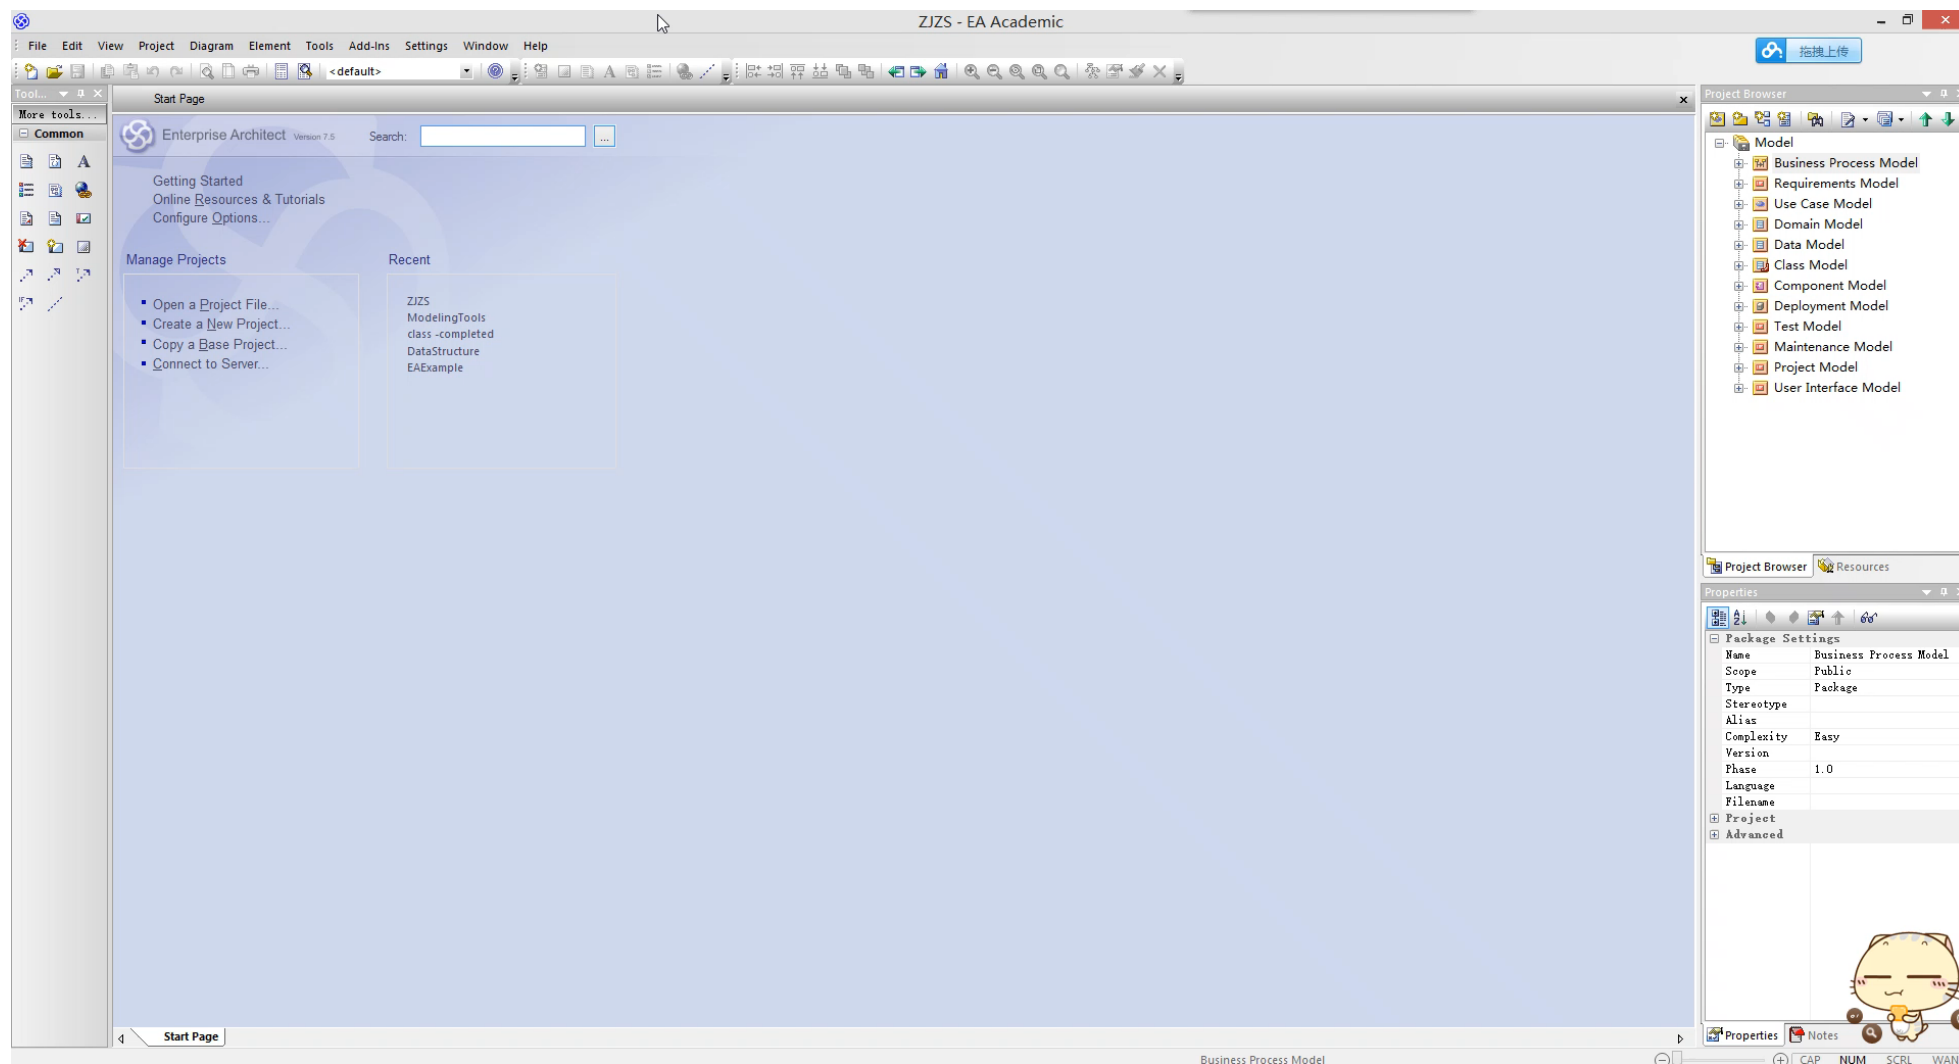 ZJZS - EA Academic
File Edit View Project Diagram Element Tools Add-Ins Settings Window Help
拖拽上传
<default>
Tool...
More tools...
Common
Start Page
Enterprise Architect Version 7.5 Search: ...
Getting Started
Online Resources & Tutorials
Configure Options...
Manage Projects
Open a Project File...
Create a New Project...
Copy a Base Project...
Connect to Server...
Recent
ZJZS
ModelingTools
class -completed
DataStructure
EAExample
Start Page
Project Browser
Model
Business Process Model
Requirements Model
Use Case Model
Domain Model
Data Model
Class Model
Component Model
Deployment Model
Test Model
Maintenance Model
Project Model
User Interface Model
Project Browser Resources
Properties
Package Settings
Name Business Process Model
Scope Public
Type Package
Stereotype
Alias
Complexity Easy
Version
Phase 1.0
Language
Filename
Project
Advanced
Properties Notes
Business Process Model
CAP NUM SCRL WAN